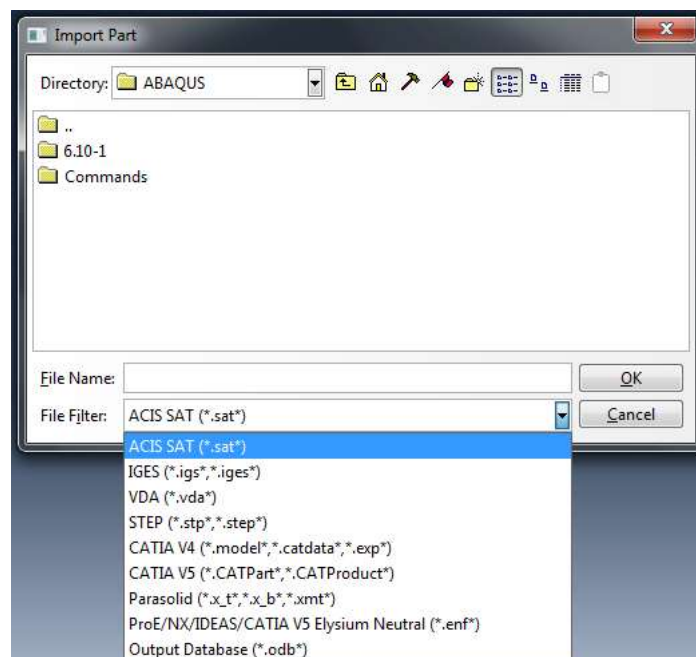 Import Part
Directory: ABAQUS
..
6.10-1
Commands
File Name: OK
File Filter: ACIS SAT (*.sat*) Cancel
ACIS SAT (*.sat*)
IGES (*.igs*,*.iges*)
VDA (*.vda*)
STEP (*.stp*,*.step*)
CATIA V4 (*.model*,*.catdata*,*.exp*)
CATIA V5 (*.CATPart*,*.CATProduct*)
Parasolid (*.x_t*,*.x_b*,*.xmt*)
ProE/NX/IDEAS/CATIA V5 Elysium Neutral (*.enf*)
Output Database (*.odb*)